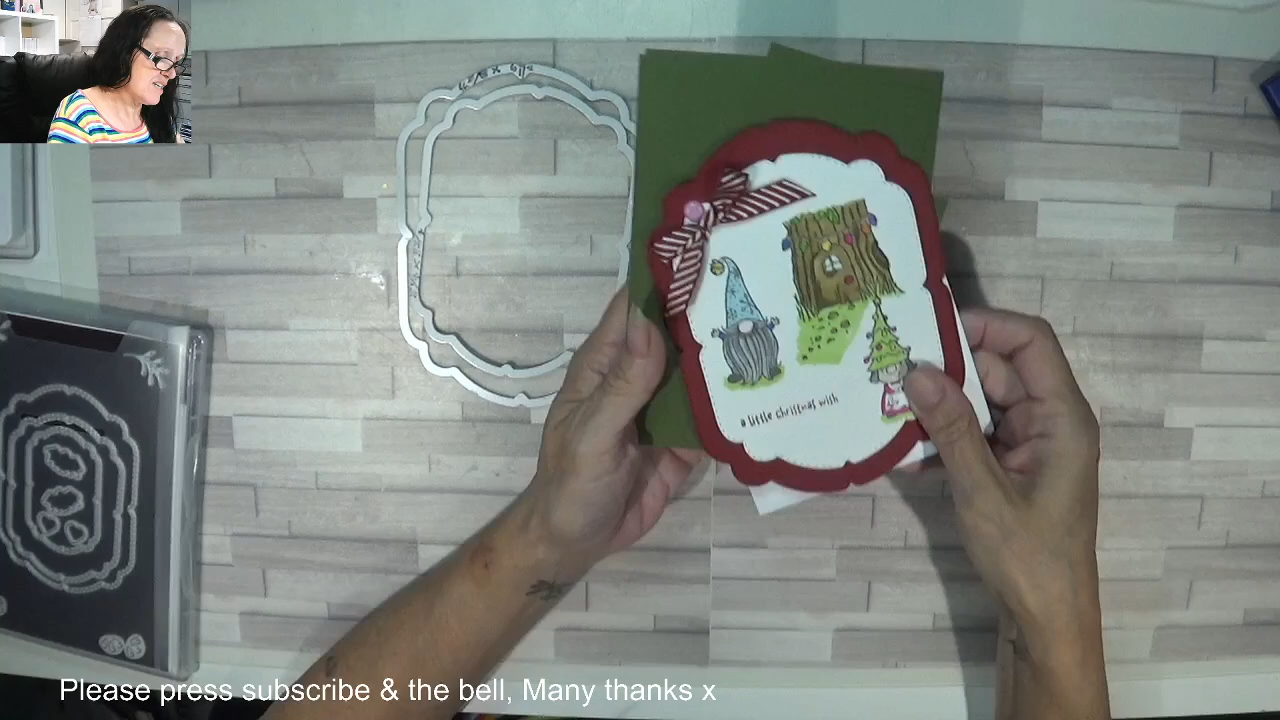 a little christmas wish
Please press subscribe & the bell, Many thanks x